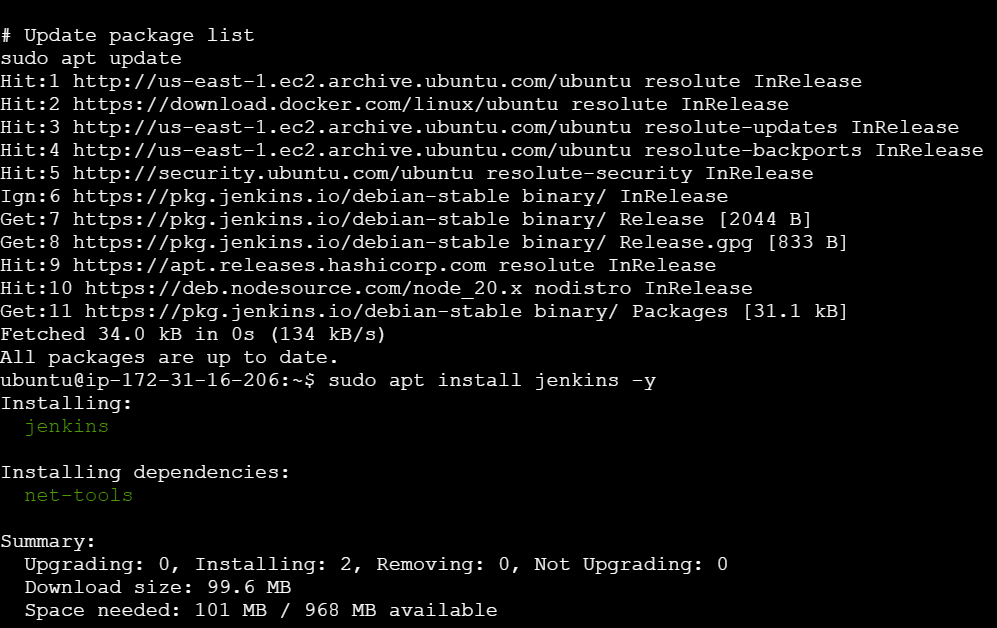 # Update package list
sudo apt update
Hit:1 http://us-east-1.ec2.archive.ubuntu.com/ubuntu resolute InRelease
Hit:2 https://download.docker.com/linux/ubuntu resolute InRelease
Hit:3 http://us-east-1.ec2.archive.ubuntu.com/ubuntu resolute-updates InRelease
Hit:4 http://us-east-1.ec2.archive.ubuntu.com/ubuntu resolute-backports InRelease
Hit:5 http://security.ubuntu.com/ubuntu resolute-security InRelease
Ign:6 https://pkg.jenkins.io/debian-stable binary/ InRelease
Get:7 https://pkg.jenkins.io/debian-stable binary/ Release [2044 B]
Get:8 https://pkg.jenkins.io/debian-stable binary/ Release.gpg [833 B]
Hit:9 https://apt.releases.hashicorp.com resolute InRelease
Hit:10 https://deb.nodesource.com/node_20.x nodistro InRelease
Get:11 https://pkg.jenkins.io/debian-stable binary/ Packages [31.1 kB]
Fetched 34.0 kB in 0s (134 kB/s)
All packages are up to date.
ubuntu@ip-172-31-16-206:~$ sudo apt install jenkins -y
Installing:
  jenkins

Installing dependencies:
  net-tools

Summary:
  Upgrading: 0, Installing: 2, Removing: 0, Not Upgrading: 0
  Download size: 99.6 MB
  Space needed: 101 MB / 968 MB available